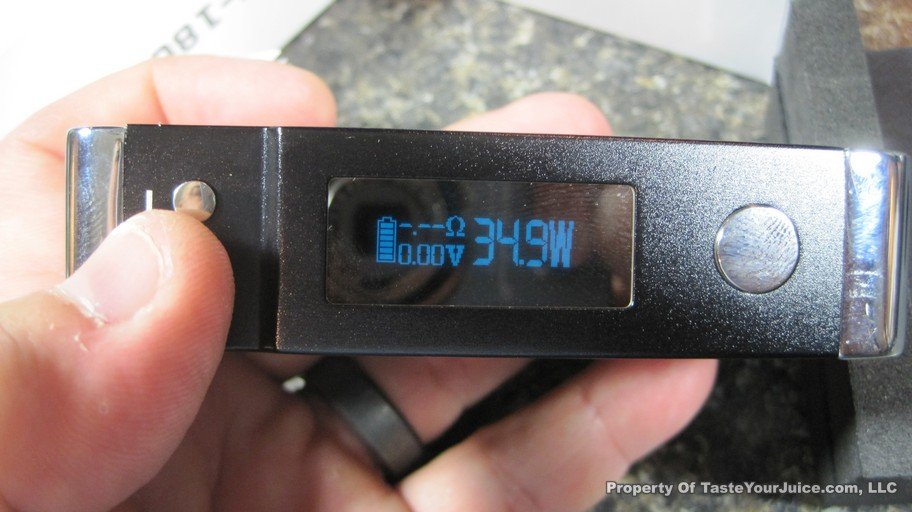 -.--Ω
0.00V
34.9W
Property Of TasteYourJuice.com, LLC